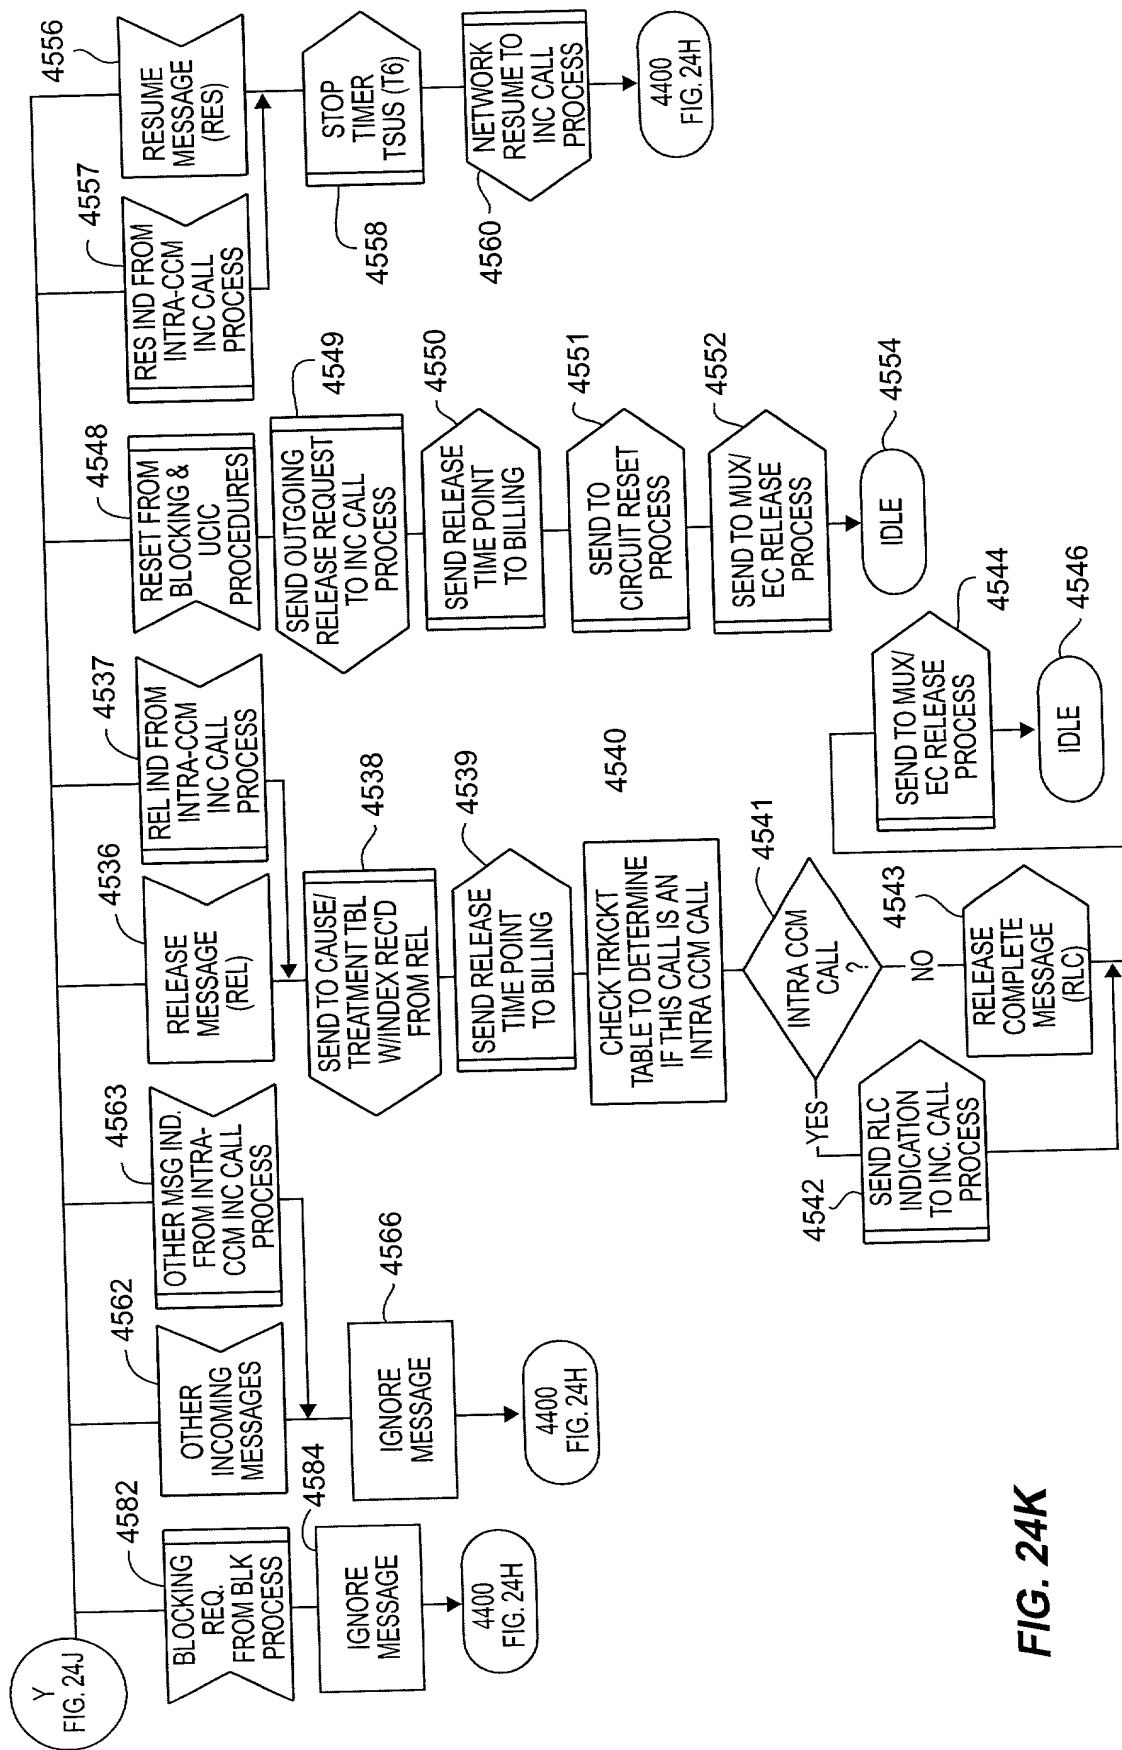 Y
FIG. 24J
4582
BLOCKING
REQ.
FROM BLK
PROCESS
4584
IGNORE
MESSAGE
4400
FIG. 24H
4562
OTHER
INCOMING
MESSAGES
4563
OTHER MSG IND.
FROM INTRA-
CCM INC CALL
PROCESS
4566
IGNORE
MESSAGE
4400
FIG. 24H
4536
RELEASE
MESSAGE
(REL)
4537
REL IND FROM
INTRA-CCM
INC CALL
PROCESS
4538
SEND TO CAUSE/
TREATMENT TBL
W/INDEX REC'D
FROM REL
4539
SEND RELEASE
TIME POINT
TO BILLING
4540
CHECK TRKCKT
TABLE TO DETERMINE
IF THIS CALL IS AN
INTRA CCM CALL
4541
INTRA CCM
CALL
?
YES
NO
4542
SEND RLC
INDICATION
TO INC. CALL
PROCESS
4543
RELEASE
COMPLETE
MESSAGE
(RLC)
4544
SEND TO MUX/
EC RELEASE
PROCESS
4546
IDLE
4548
RESET FROM
BLOCKING &
UCIC
PROCEDURES
4549
SEND OUTGOING
RELEASE REQUEST
TO INC CALL
PROCESS
4550
SEND RELEASE
TIME POINT
TO BILLING
4551
SEND TO
CIRCUIT RESET
PROCESS
4552
SEND TO MUX/
EC RELEASE
PROCESS
4554
IDLE
4557
RES IND FROM
INTRA-CCM
INC CALL
PROCESS
4556
RESUME
MESSAGE
(RES)
4558
STOP
TIMER
TSUS (T6)
4560
NETWORK
RESUME TO
INC CALL
PROCESS
4400
FIG. 24H
FIG. 24K